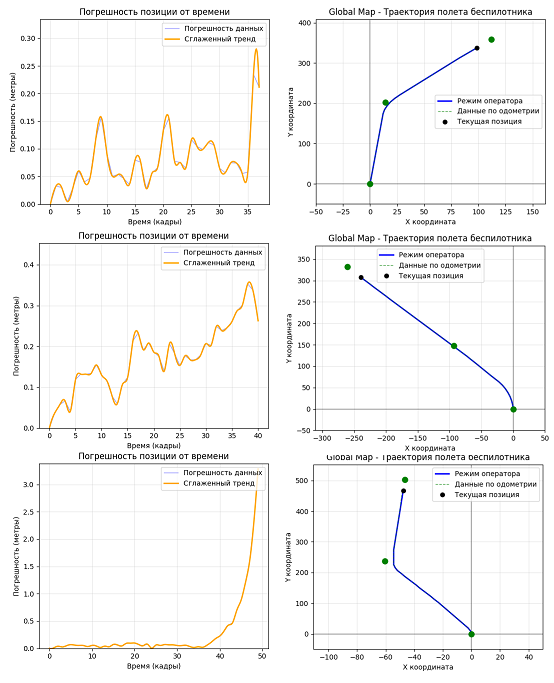 Погрешность позиции от времени
Погрешность (метры)
0.30
0.25
0.20
0.15
0.10
0.05
0.00
0 5 10 15 20 25 30 35
Время (кадры)
Погрешность данных
Сглаженный тренд
Global Map - Траектория полета беспилотника
Y координата
400
300
200
100
0
−50 −25 0 25 50 75 100 125 150
X координата
Режим оператора
Данные по одометрии
Текущая позиция
Погрешность позиции от времени
Погрешность (метры)
0.4
0.3
0.2
0.1
0.0
0 5 10 15 20 25 30 35 40
Время (кадры)
Погрешность данных
Сглаженный тренд
Global Map - Траектория полета беспилотника
Y координата
350
300
250
200
150
100
50
0
−50
−300 −250 −200 −150 −100 −50 0 50
X координата
Режим оператора
Данные по одометрии
Текущая позиция
Погрешность позиции от времени
Погрешность (метры)
3.0
2.5
2.0
1.5
1.0
0.5
0.0
0 10 20 30 40 50
Время (кадры)
Погрешность данных
Сглаженный тренд
Global Map - Траектория полета беспилотника
Y координата
500
400
300
200
100
0
−100 −80 −60 −40 −20 0 20 40
X координата
Режим оператора
Данные по одометрии
Текущая позиция